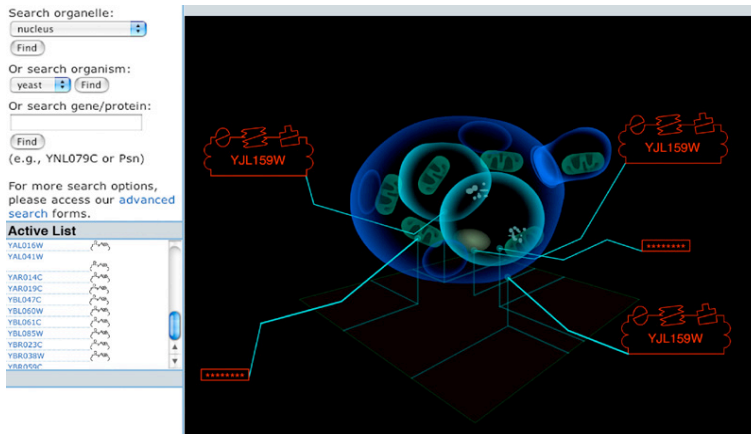 Search organelle:
nucleus
Find
Or search organism:
yeast
Find
Or search gene/protein:
Find
(e.g., YNL079C or Psn)
For more search options,
please access our advanced
search forms.
Active List
YAL016W
YAL041W
YAR014C
YAR019C
YBL047C
YBL060W
YBL061C
YBL085W
YBR023C
YBR038W
YBR059C
YJL159W
YJL159W
********
YJL159W
********